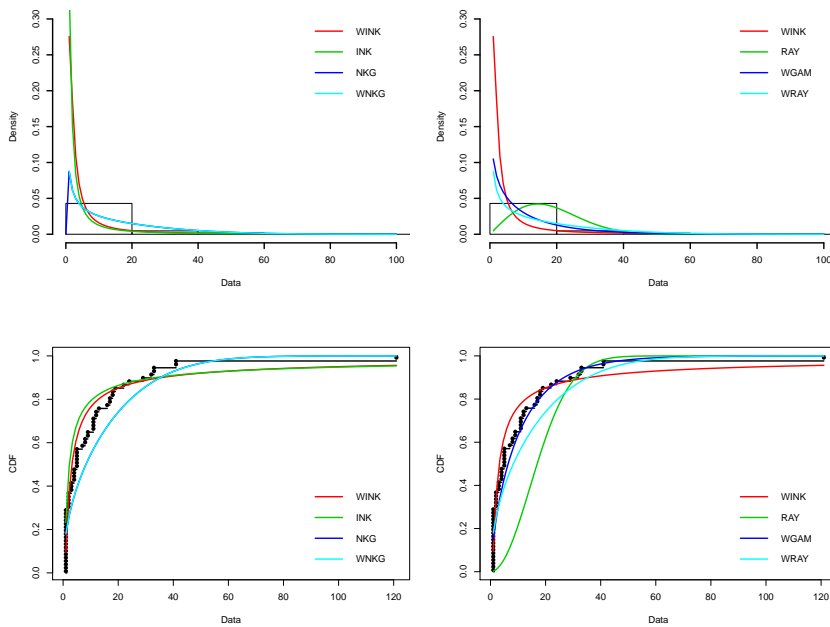 0.00 0.05 0.10 0.15 0.20 0.25 0.30
Density
0 20 40 60 80 100
Data
WINK
INK
NKG
WNKG
0.00 0.05 0.10 0.15 0.20 0.25 0.30
Density
0 20 40 60 80 100
Data
WINK
RAY
WGAM
WRAY
0.0 0.2 0.4 0.6 0.8 1.0
CDF
0 20 40 60 80 100 120
Data
WINK
INK
NKG
WNKG
0.0 0.2 0.4 0.6 0.8 1.0
CDF
0 20 40 60 80 100 120
Data
WINK
RAY
WGAM
WRAY